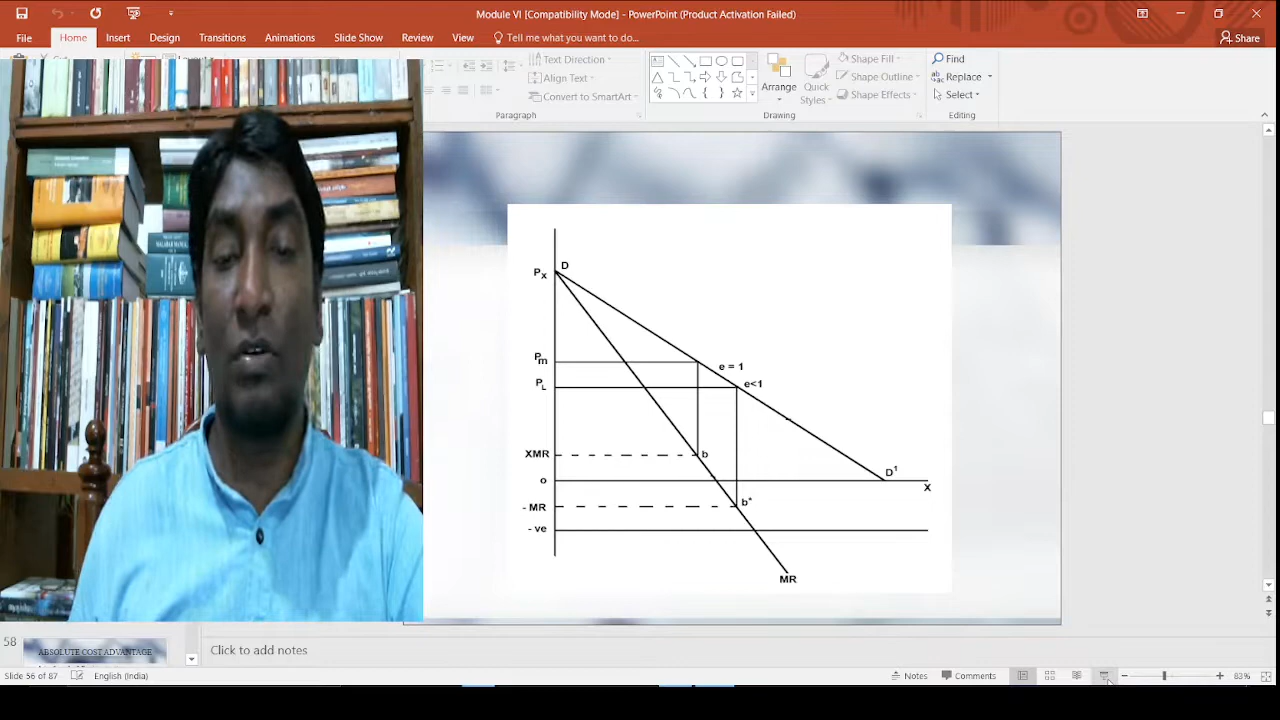 Module VI [Compatibility Mode] - PowerPoint (Product Activation Failed)
File Home Insert Design Transitions Animations Slide Show Review View Tell me what you want to do... Share
Text Direction
Align Text
Convert to SmartArt
Paragraph
Arrange
Quick
Styles
Shape Fill
Shape Outline
Shape Effects
Drawing
Find
Replace
Select
Editing
D
Px
Pm
e = 1
PL
e<1
XMR
b
D1
o
X
- MR
b*
- ve
MR
58
ABSOLUTE COST ADVANTAGE
Click to add notes
Slide 56 of 87 English (India) Notes Comments 83%